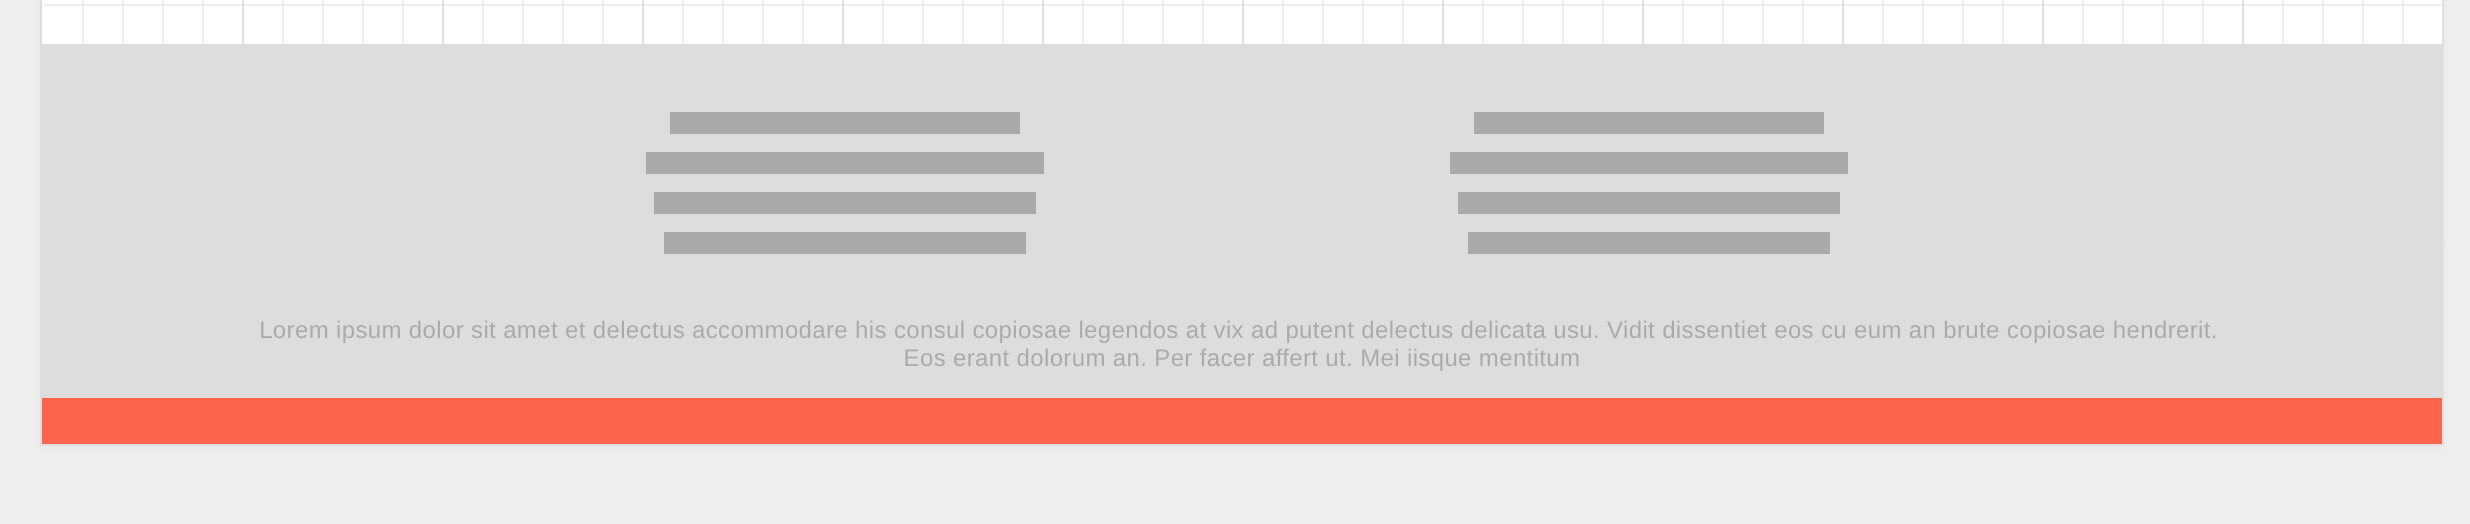 Lorem ipsum dolor sit amet et delectus accommodare his consul copiosae legendos at vix ad putent delectus delicata usu. Vidit dissentiet eos cu eum an brute copiosae hendrerit.
Eos erant dolorum an. Per facer affert ut. Mei iisque mentitum